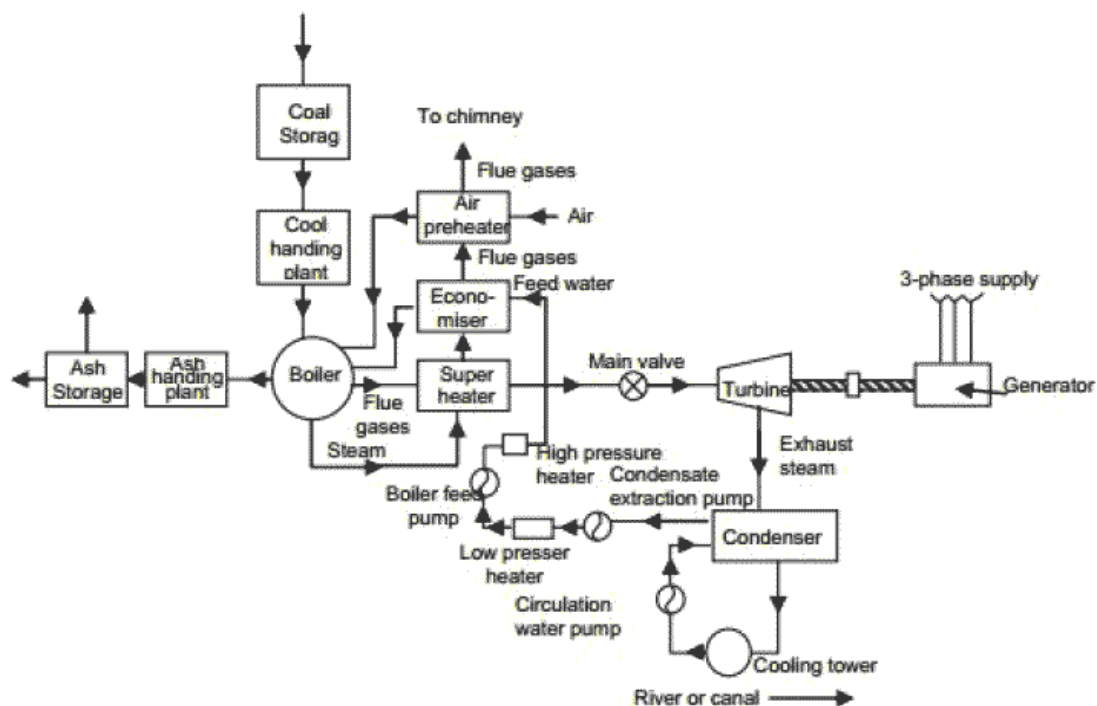 Coal
Storag
To chimney
Flue gases
Air
preheater
Air
Cool
handing
plant
Flue gases
Feed water
Econo-
miser
3-phase supply
Ash
Storage
Ash
handing
plant
Boiler
Super
heater
Main valve
Turbine
Generator
Flue
gases
Steam
Exhaust
steam
High pressure
heater
Boiler feed
pump
Condensate
extraction pump
Condenser
Low presser
heater
Circulation
water pump
Cooling tower
River or canal